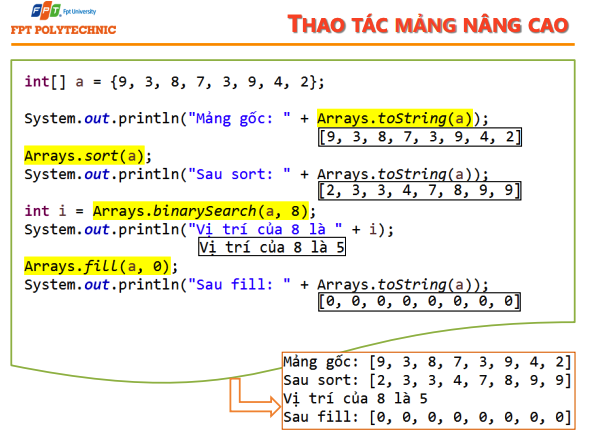 FPT Fpt University
FPT POLYTECHNIC
THAO TÁC MẢNG NÂNG CAO
int[] a = {9, 3, 8, 7, 3, 9, 4, 2};
System.out.println("Mảng gốc: " + Arrays.toString(a));
[9, 3, 8, 7, 3, 9, 4, 2]
Arrays.sort(a);
System.out.println("Sau sort: " + Arrays.toString(a));
[2, 3, 3, 4, 7, 8, 9, 9]
int i = Arrays.binarySearch(a, 8);
System.out.println("Vị trí của 8 là " + i);
Vị trí của 8 là 5
Arrays.fill(a, 0);
System.out.println("Sau fill: " + Arrays.toString(a));
[0, 0, 0, 0, 0, 0, 0, 0]
Mảng gốc: [9, 3, 8, 7, 3, 9, 4, 2]
Sau sort: [2, 3, 3, 4, 7, 8, 9, 9]
Vị trí của 8 là 5
Sau fill: [0, 0, 0, 0, 0, 0, 0, 0]